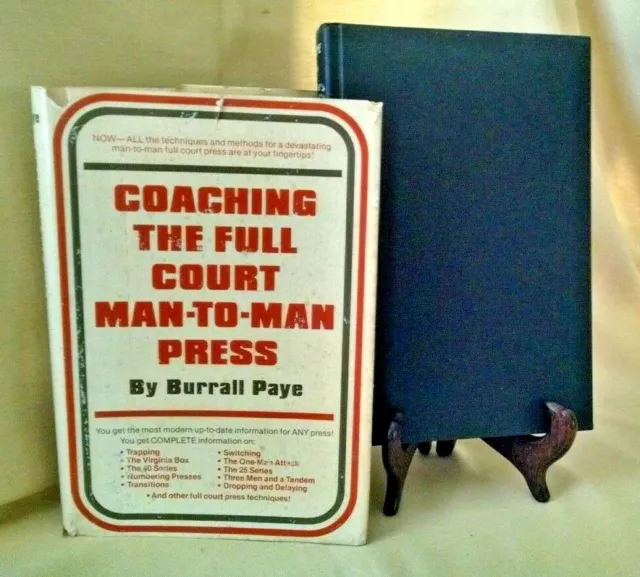 NOW—ALL the techniques and methods for a devastating
man-to-man full court press are at your fingertips!
COACHING
THE FULL
COURT
MAN-TO-MAN
PRESS
By Burrall Paye
You get the most modern up-to-date information for ANY press!
You get COMPLETE information on:
• Trapping
• The Virginia Box
• The 40 Series
• Numbering Presses
• Transitions
• Switching
• The One-Man Attack
• The 25 Series
• Three Men and a Tandem
• Dropping and Delaying
• And other full court press techniques!